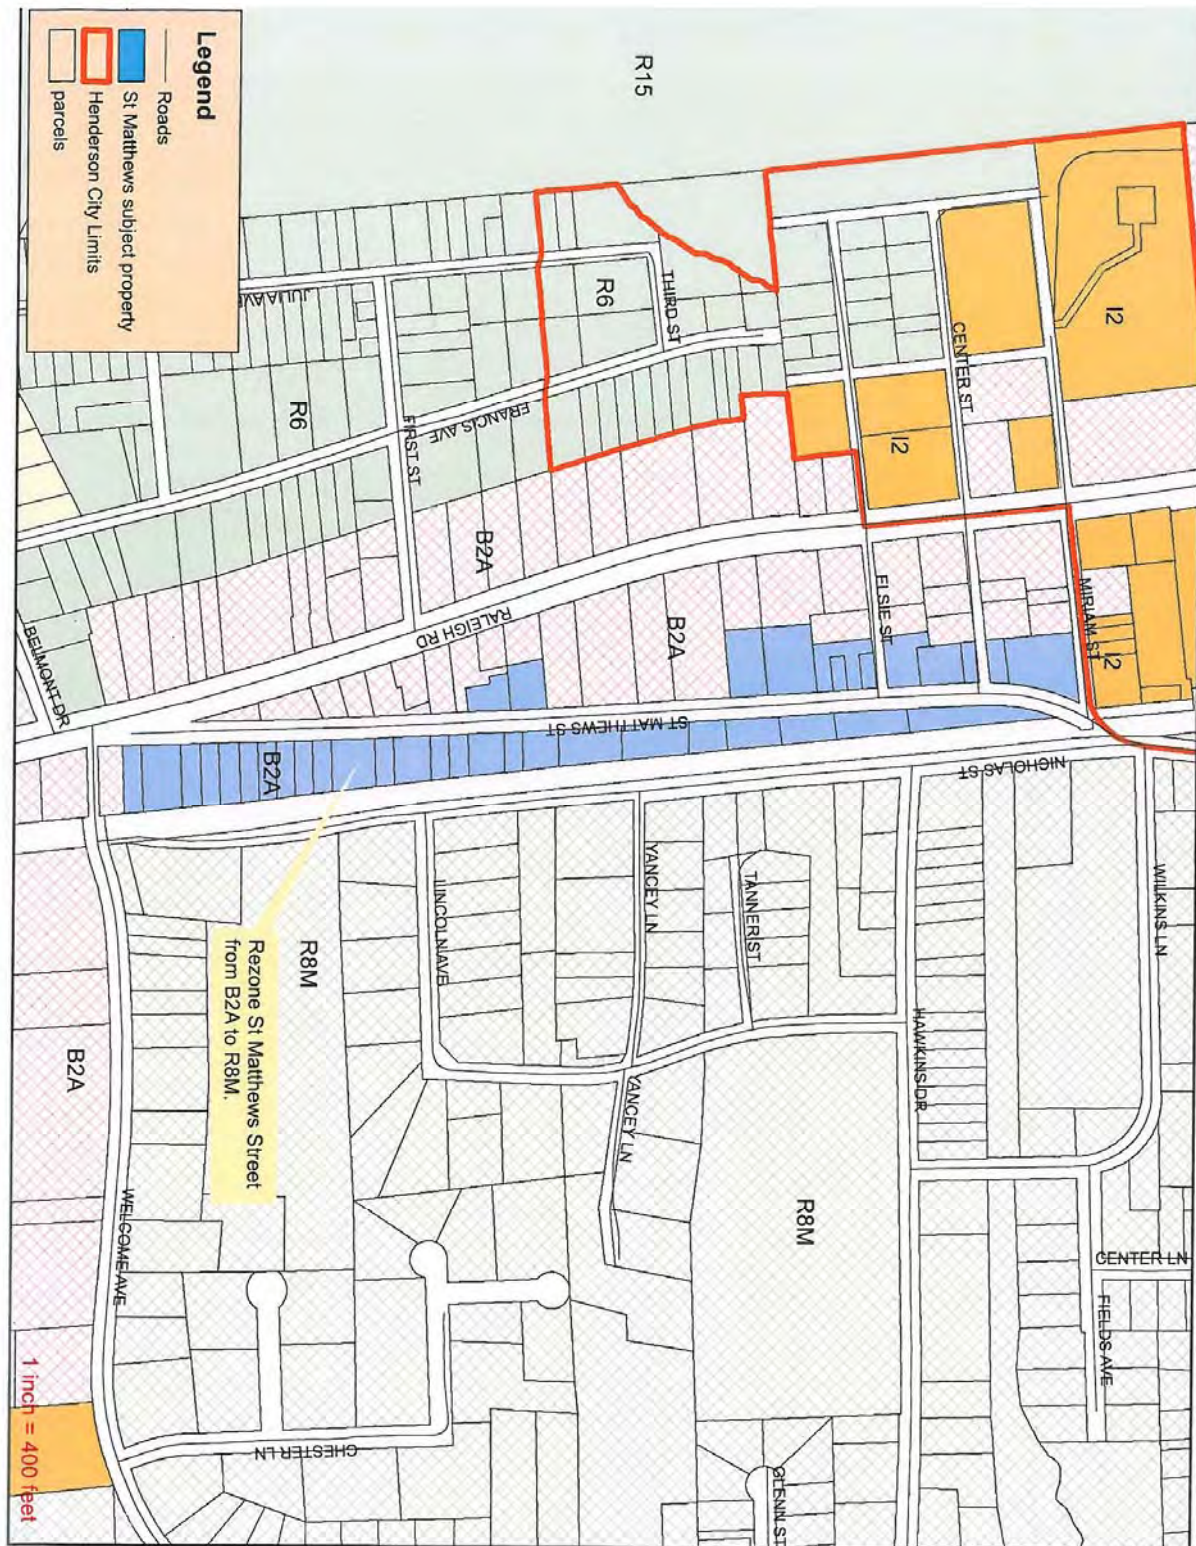 Legend
Roads
St Matthews subject property
Henderson City Limits
parcels
R15
I2
R6
THIRD ST
CENTER ST
JULIA AVE
R6
FRANCIS AVE
FIRST ST
I2
B2A
RALEIGH RD
B2A
ELSIE ST
MIRIAM ST
I2
BELMONT DR
ST MATTHEWS ST
B2A
NICHOLAS ST
LINCOLN AVE
YANCEY LN
TANNER ST
WILKINS LN
R8M
Rezone St Matthews Street
from B2A to R8M.
HAWKINS DR
B2A
YANCEY LN
R8M
WELCOME AVE
CENTER LN
FIELDS AVE
CHESTER LN
GLENN ST
1 inch = 400 feet